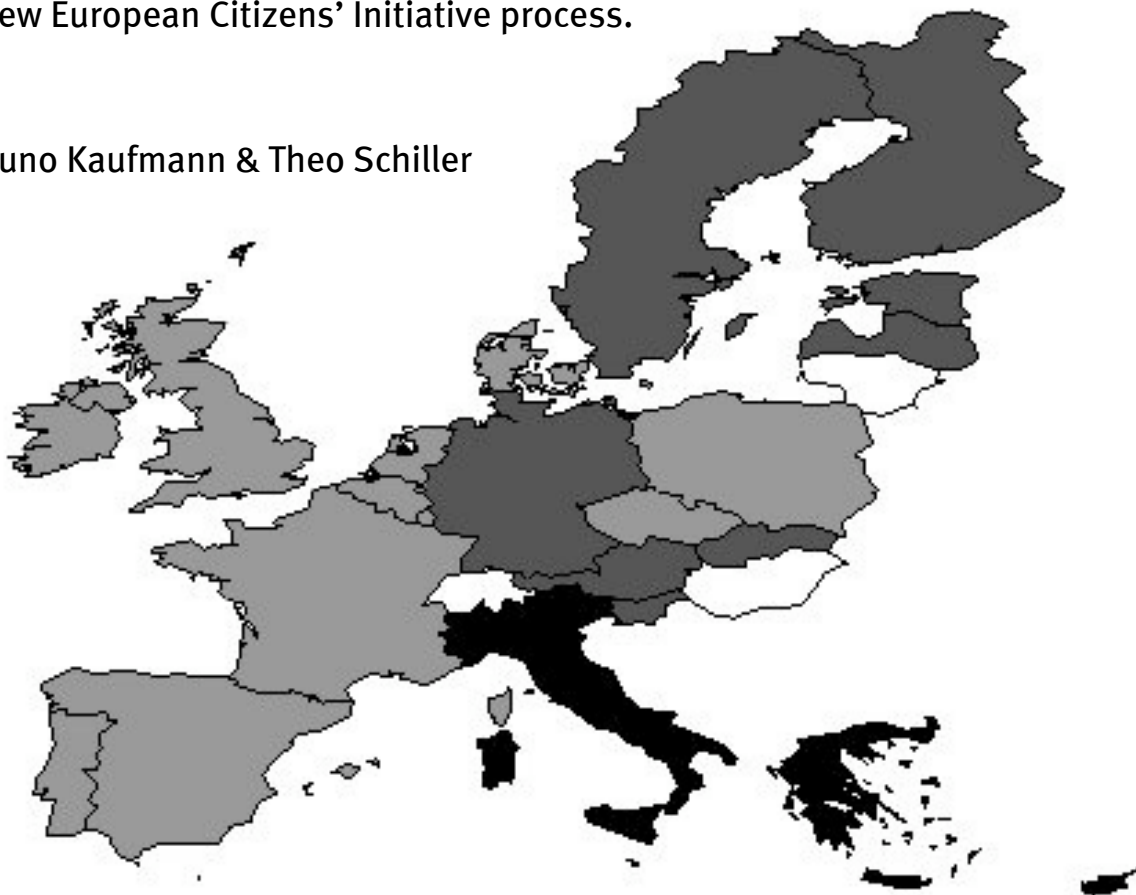 ew European Citizens’ Initiative process.
uno Kaufmann & Theo Schiller